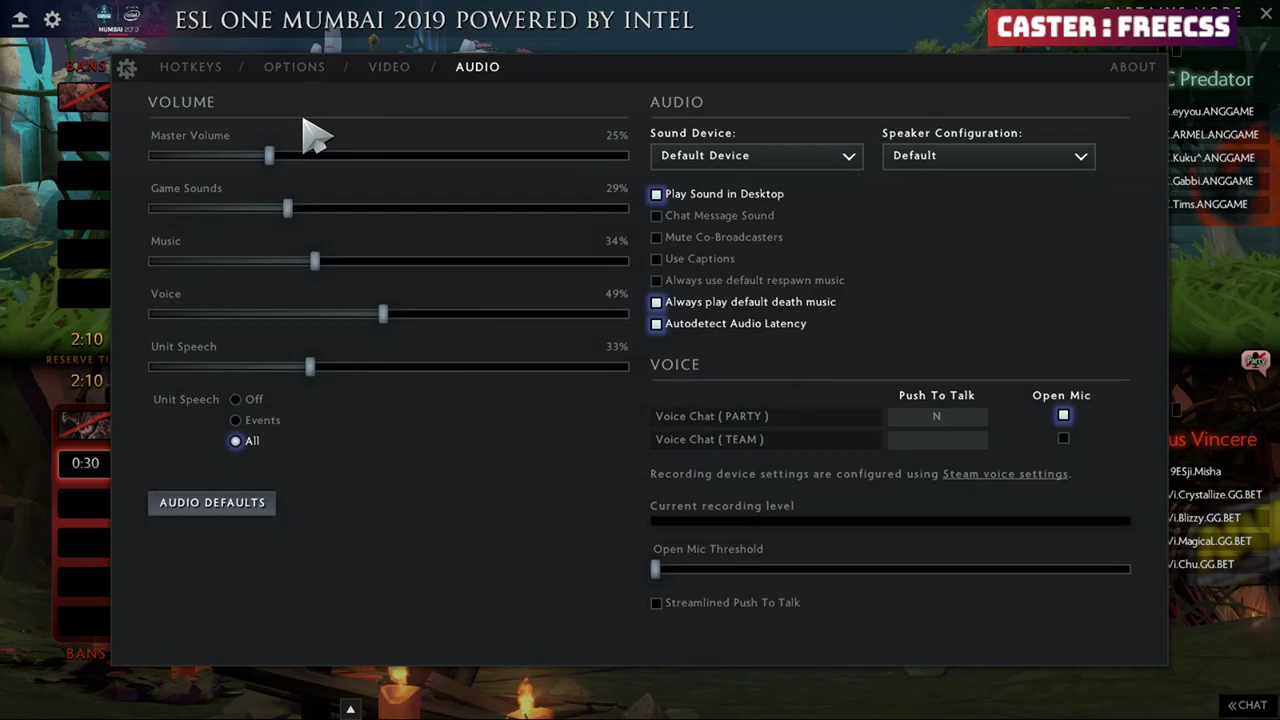 ESL ONE MUMBAI 2019 POWERED BY INTEL
MUMBAI 2019
CASTER : FREECSS
HOTKEYS / OPTIONS / VIDEO / AUDIO
ABOUT
BANS
VOLUME
Master Volume 25%
Game Sounds 29%
Music 34%
Voice 49%
Unit Speech 33%
Unit Speech Off
Events
All
AUDIO DEFAULTS
AUDIO
Sound Device: Speaker Configuration:
Default Device Default
Play Sound in Desktop
Chat Message Sound
Mute Co-Broadcasters
Use Captions
Always use default respawn music
Always play default death music
Autodetect Audio Latency
VOICE
Push To Talk Open Mic
Voice Chat ( PARTY ) N
Voice Chat ( TEAM )
Recording device settings are configured using Steam voice settings.
Current recording level
Open Mic Threshold
Streamlined Push To Talk
2:10
RESERVE TI
2:10
0:30
BANS
C Predator
.eyyou.ANGGAME
.ARMEL.ANGGAME
.Kuku^.ANGGAME
.Gabbi.ANGGAME
.Tims.ANGGAME
Party
us Vincere
9ESji.Misha
Vi.Crystallize.GG.BET
Vi.Blizzy.GG.BET
Vi.MagicaL.GG.BET
Vi.Chu.GG.BET
CHAT